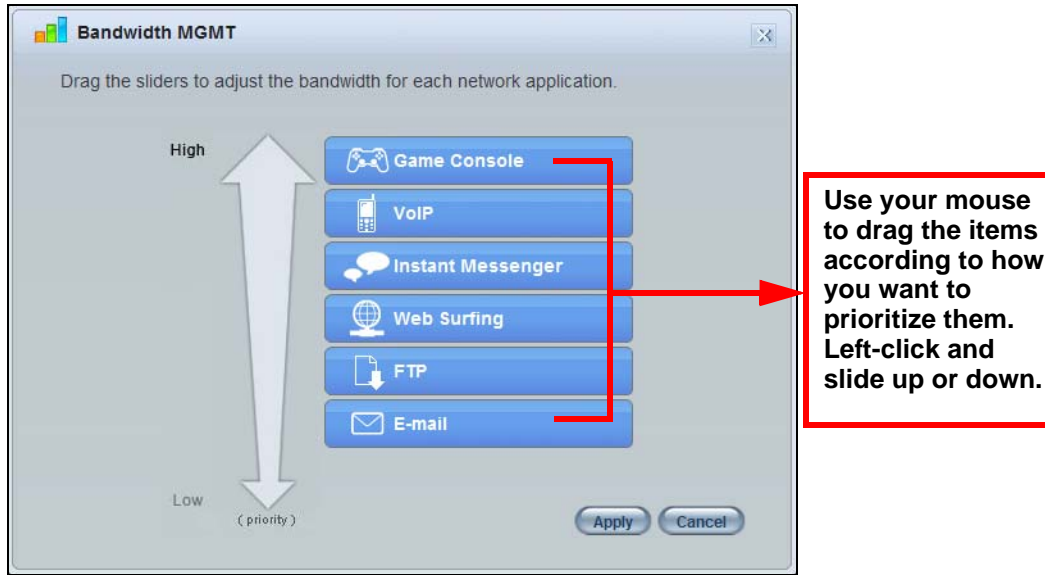 Bandwidth MGMT
Drag the sliders to adjust the bandwidth for each network application.
High
Game Console
VoIP
Instant Messenger
Web Surfing
FTP
E-mail
Low
( priority )
Apply
Cancel
Use your mouse
to drag the items
according to how
you want to
prioritize them.
Left-click and
slide up or down.